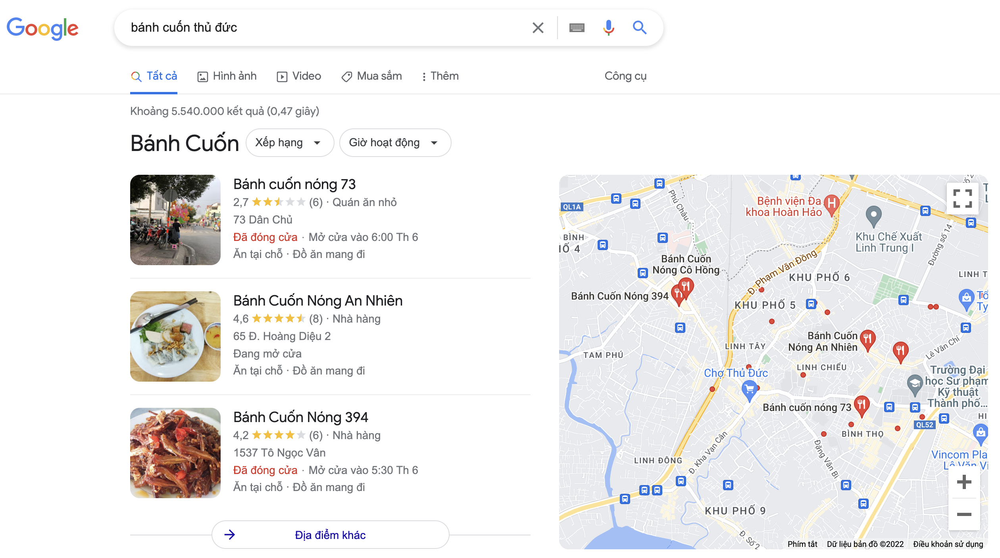 Google
bánh cuốn thủ đức
Tất cả
Hình ảnh
Video
Mua sắm
Thêm
Công cụ
Khoảng 5.540.000 kết quả (0,47 giây)
Bánh Cuốn
Xếp hạng
Giờ hoạt động
Bánh cuốn nóng 73
2,7 (6) · Quán ăn nhỏ
73 Dân Chủ
Đã đóng cửa · Mở cửa vào 6:00 Th 6
Ăn tại chỗ · Đồ ăn mang đi
Bánh Cuốn Nóng An Nhiên
4,6 (8) · Nhà hàng
65 Đ. Hoàng Diệu 2
Đang mở cửa
Ăn tại chỗ · Đồ ăn mang đi
Bánh Cuốn Nóng 394
4,2 (6) · Nhà hàng
1537 Tô Ngọc Vân
Đã đóng cửa · Mở cửa vào 5:30 Th 6
Ăn tại chỗ · Đồ ăn mang đi
Địa điểm khác
QL1A
Phú Châu
Bệnh viện Đa
khoa Hoàn Hảo
H
Khu Chế Xuất
Linh Trung I
Đường số 14
BÌNH
4
Bánh Cuốn
Nóng Cô Hồng
Đ. Phạm Văn Đồng
KHU PHỐ 6
LINH T
Bánh Cuốn Nóng 394
KHU PHỐ 5
Tổ
Ty
Bánh Cuốn
Nóng An Nhiên
LINH TÂY
TAM PHÚ
Lê Văn Chí
LINH CHIỂU
Chợ Thủ Đức
Trường Đại
học Sư phạm
Kỹ thuật
Thành phố...
Bánh cuốn nóng 73
HI
QL52
BÌNH THỌ
Đ. Kha Vạn Cân
Đặng Văn Bi
LINH ĐÔNG
Vincom Pla
Lê Văn Vi
KHU PHỐ 9
Đ. Số 2
Phím tắt
Dữ liệu bản đồ ©2022
Điều khoản sử dụng